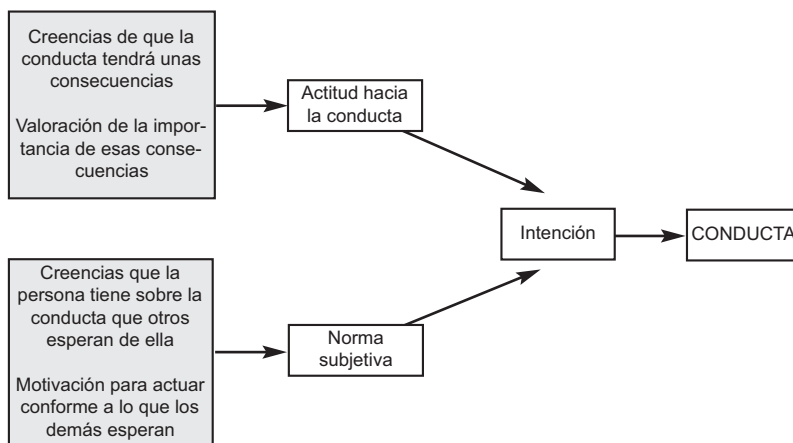 Creencias de que la
conducta tendrá unas
consecuencias
Valoración de la impor-
tancia de esas conse-
cuencias
Actitud hacia
la conducta
Intención
CONDUCTA
Creencias que la
persona tiene sobre la
conducta que otros
esperan de ella
Motivación para actuar
conforme a lo que los
demás esperan
Norma
subjetiva